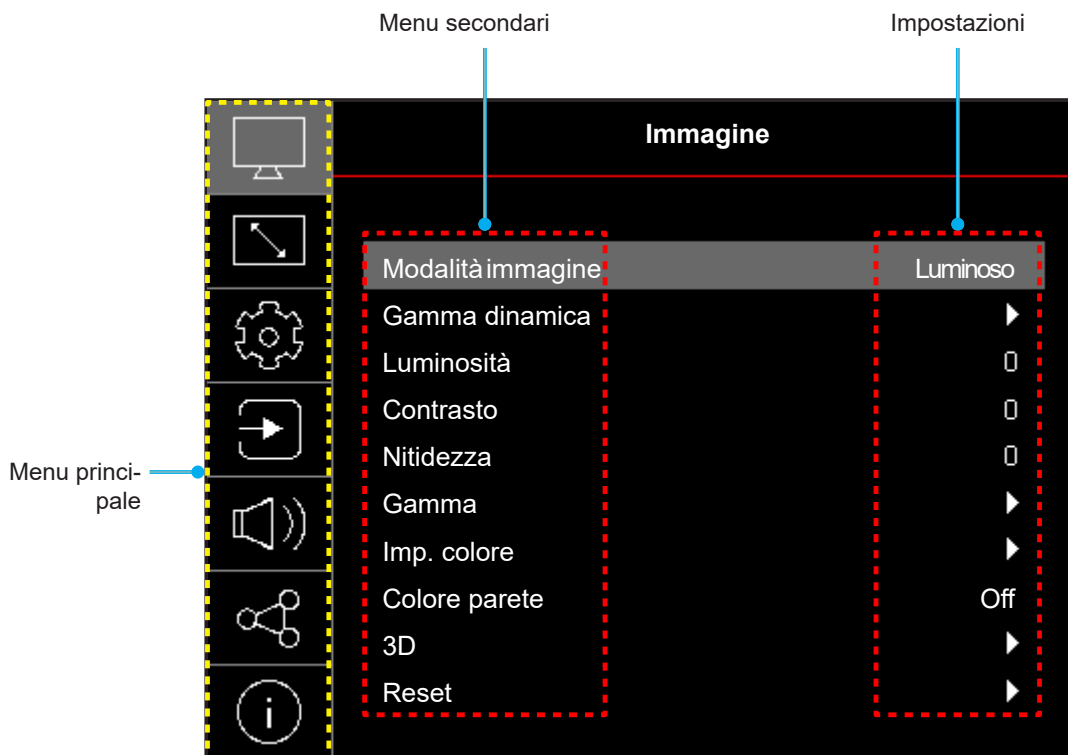 Menu secondari
Impostazioni
Immagine
Modalità immagine Luminoso
Gamma dinamica
Luminosità 0
Contrasto 0
Nitidezza 0
Gamma
Imp. colore
Colore parete Off
3D
Reset
Menu princi-
pale
i